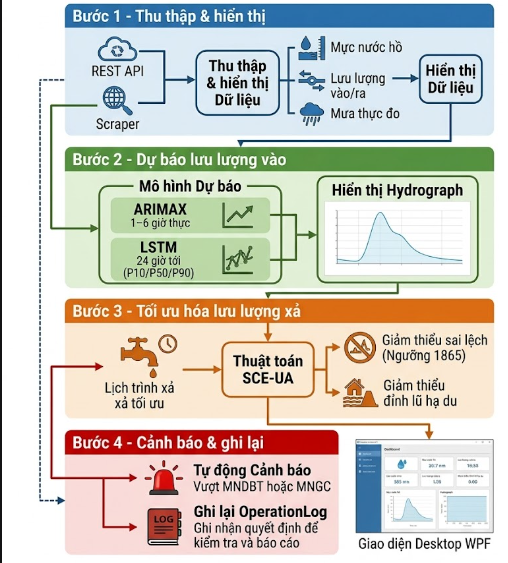 Bước 1 - Thu thập & hiển thị
REST API
Scraper
Thu thập
& hiển thị
Dữ liệu
Mực nước hồ
Lưu lượng
vào/ra
Mưa thực đo
Hiển thị
Dữ liệu
Bước 2 - Dự báo lưu lượng vào
Mô hình Dự báo
ARIMAX
1–6 giờ thực
LSTM
24 giờ tới
(P10/P50/P90)
Hiển thị Hydrograph
Bước 3 - Tối ưu hóa lưu lượng xả
Lịch trình xả
xả tối ưu
Thuật toán
SCE-UA
Giảm thiểu sai lệch
(Ngưỡng 1865)
Giảm thiểu
đỉnh lũ hạ du
Bước 4 - Cảnh báo & ghi lại
Tự động Cảnh báo
Vượt MNDBT hoặc MNGC
LOG
Ghi lại OperationLog
Ghi nhận quyết định để
kiểm tra và báo cáo
Dashboard
Giao diện Desktop WPF